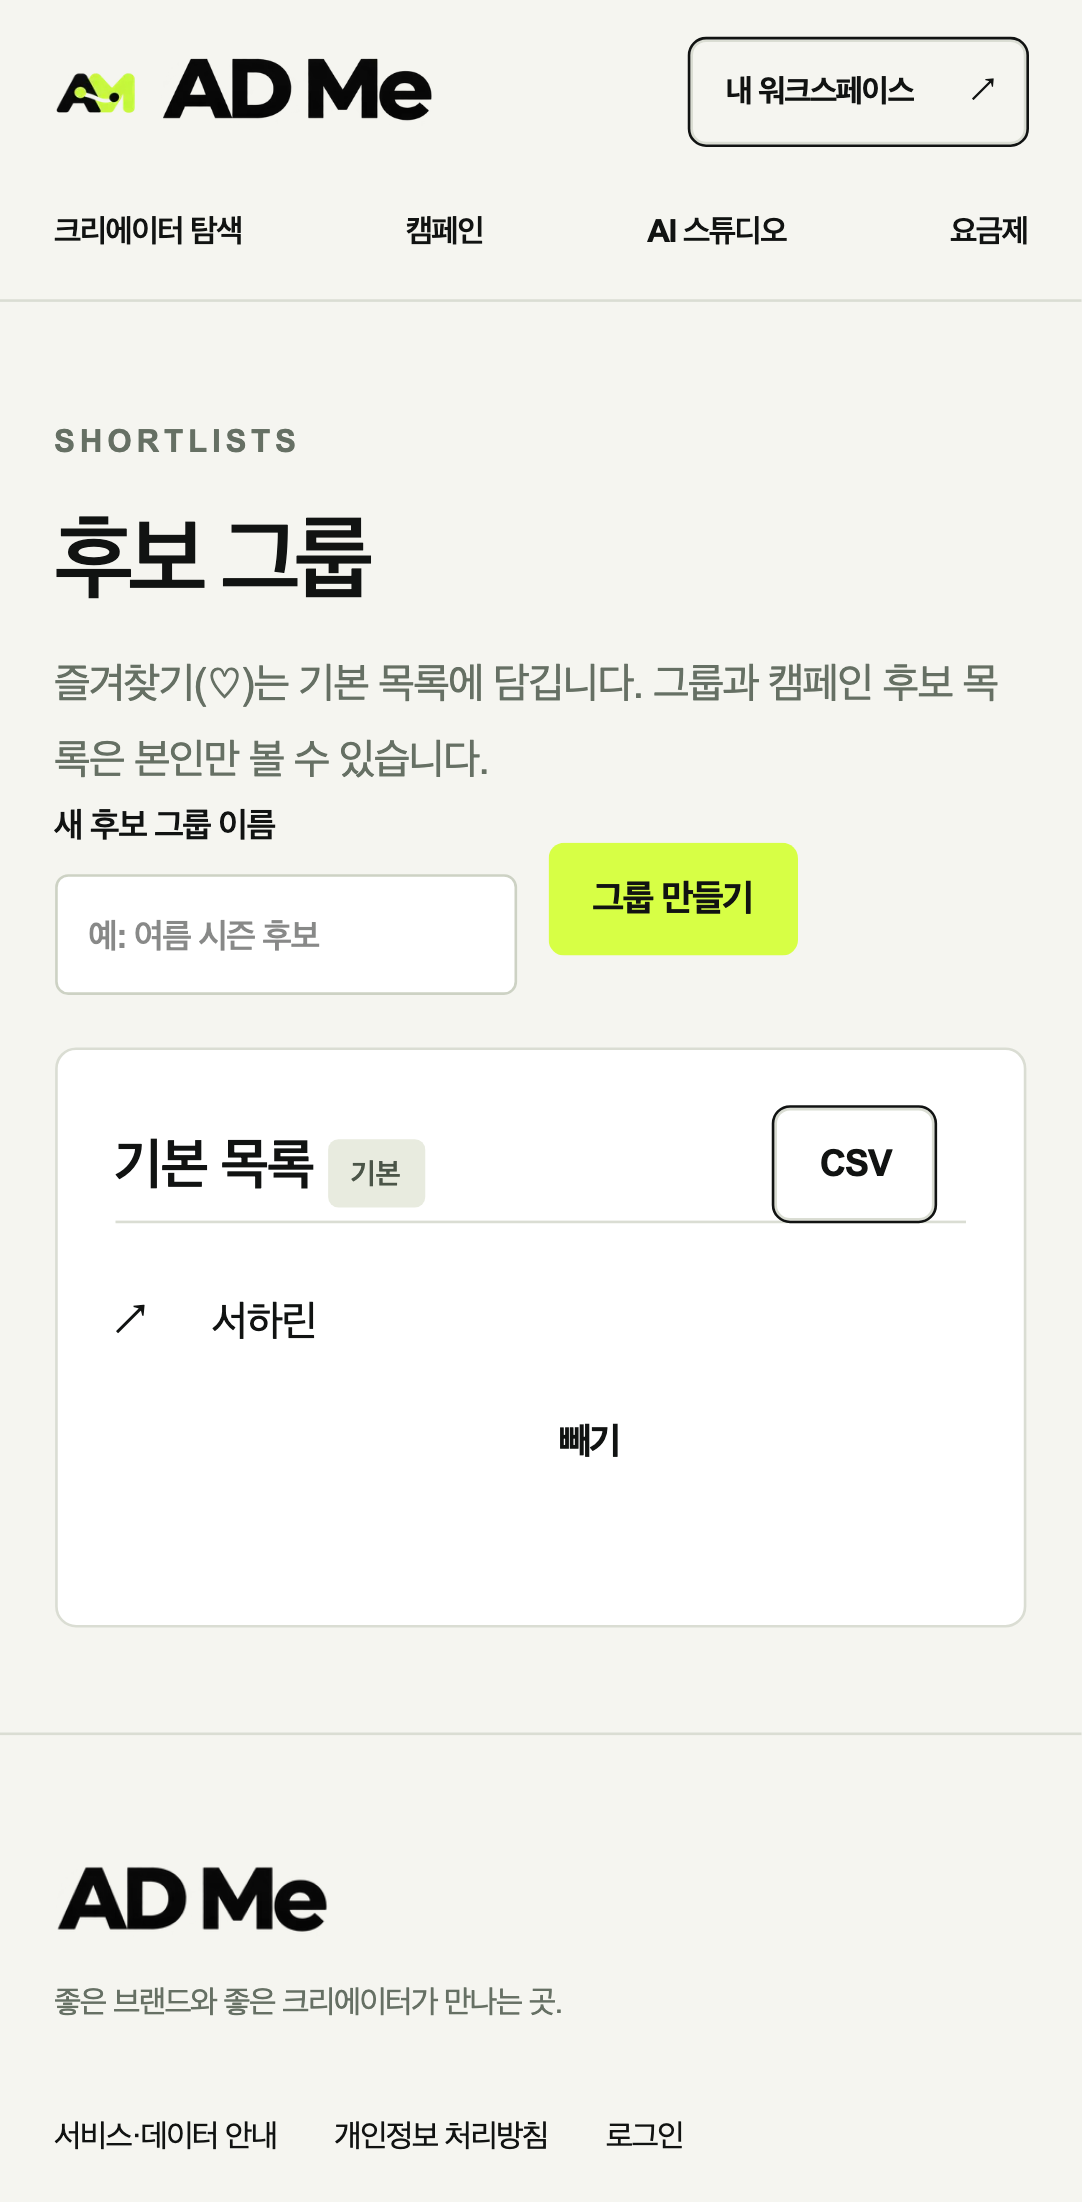 AM AD Me
내 워크스페이스 ↗
크리에이터 탐색 캠페인 AI 스튜디오 요금제
SHORTLISTS
후보 그룹
즐겨찾기(♡)는 기본 목록에 담깁니다. 그룹과 캠페인 후보 목
록은 본인만 볼 수 있습니다.
새 후보 그룹 이름
예: 여름 시즌 후보
그룹 만들기
기본 목록 기본
CSV
↗ 서하린
빼기
AD Me
좋은 브랜드와 좋은 크리에이터가 만나는 곳.
서비스·데이터 안내 개인정보 처리방침 로그인